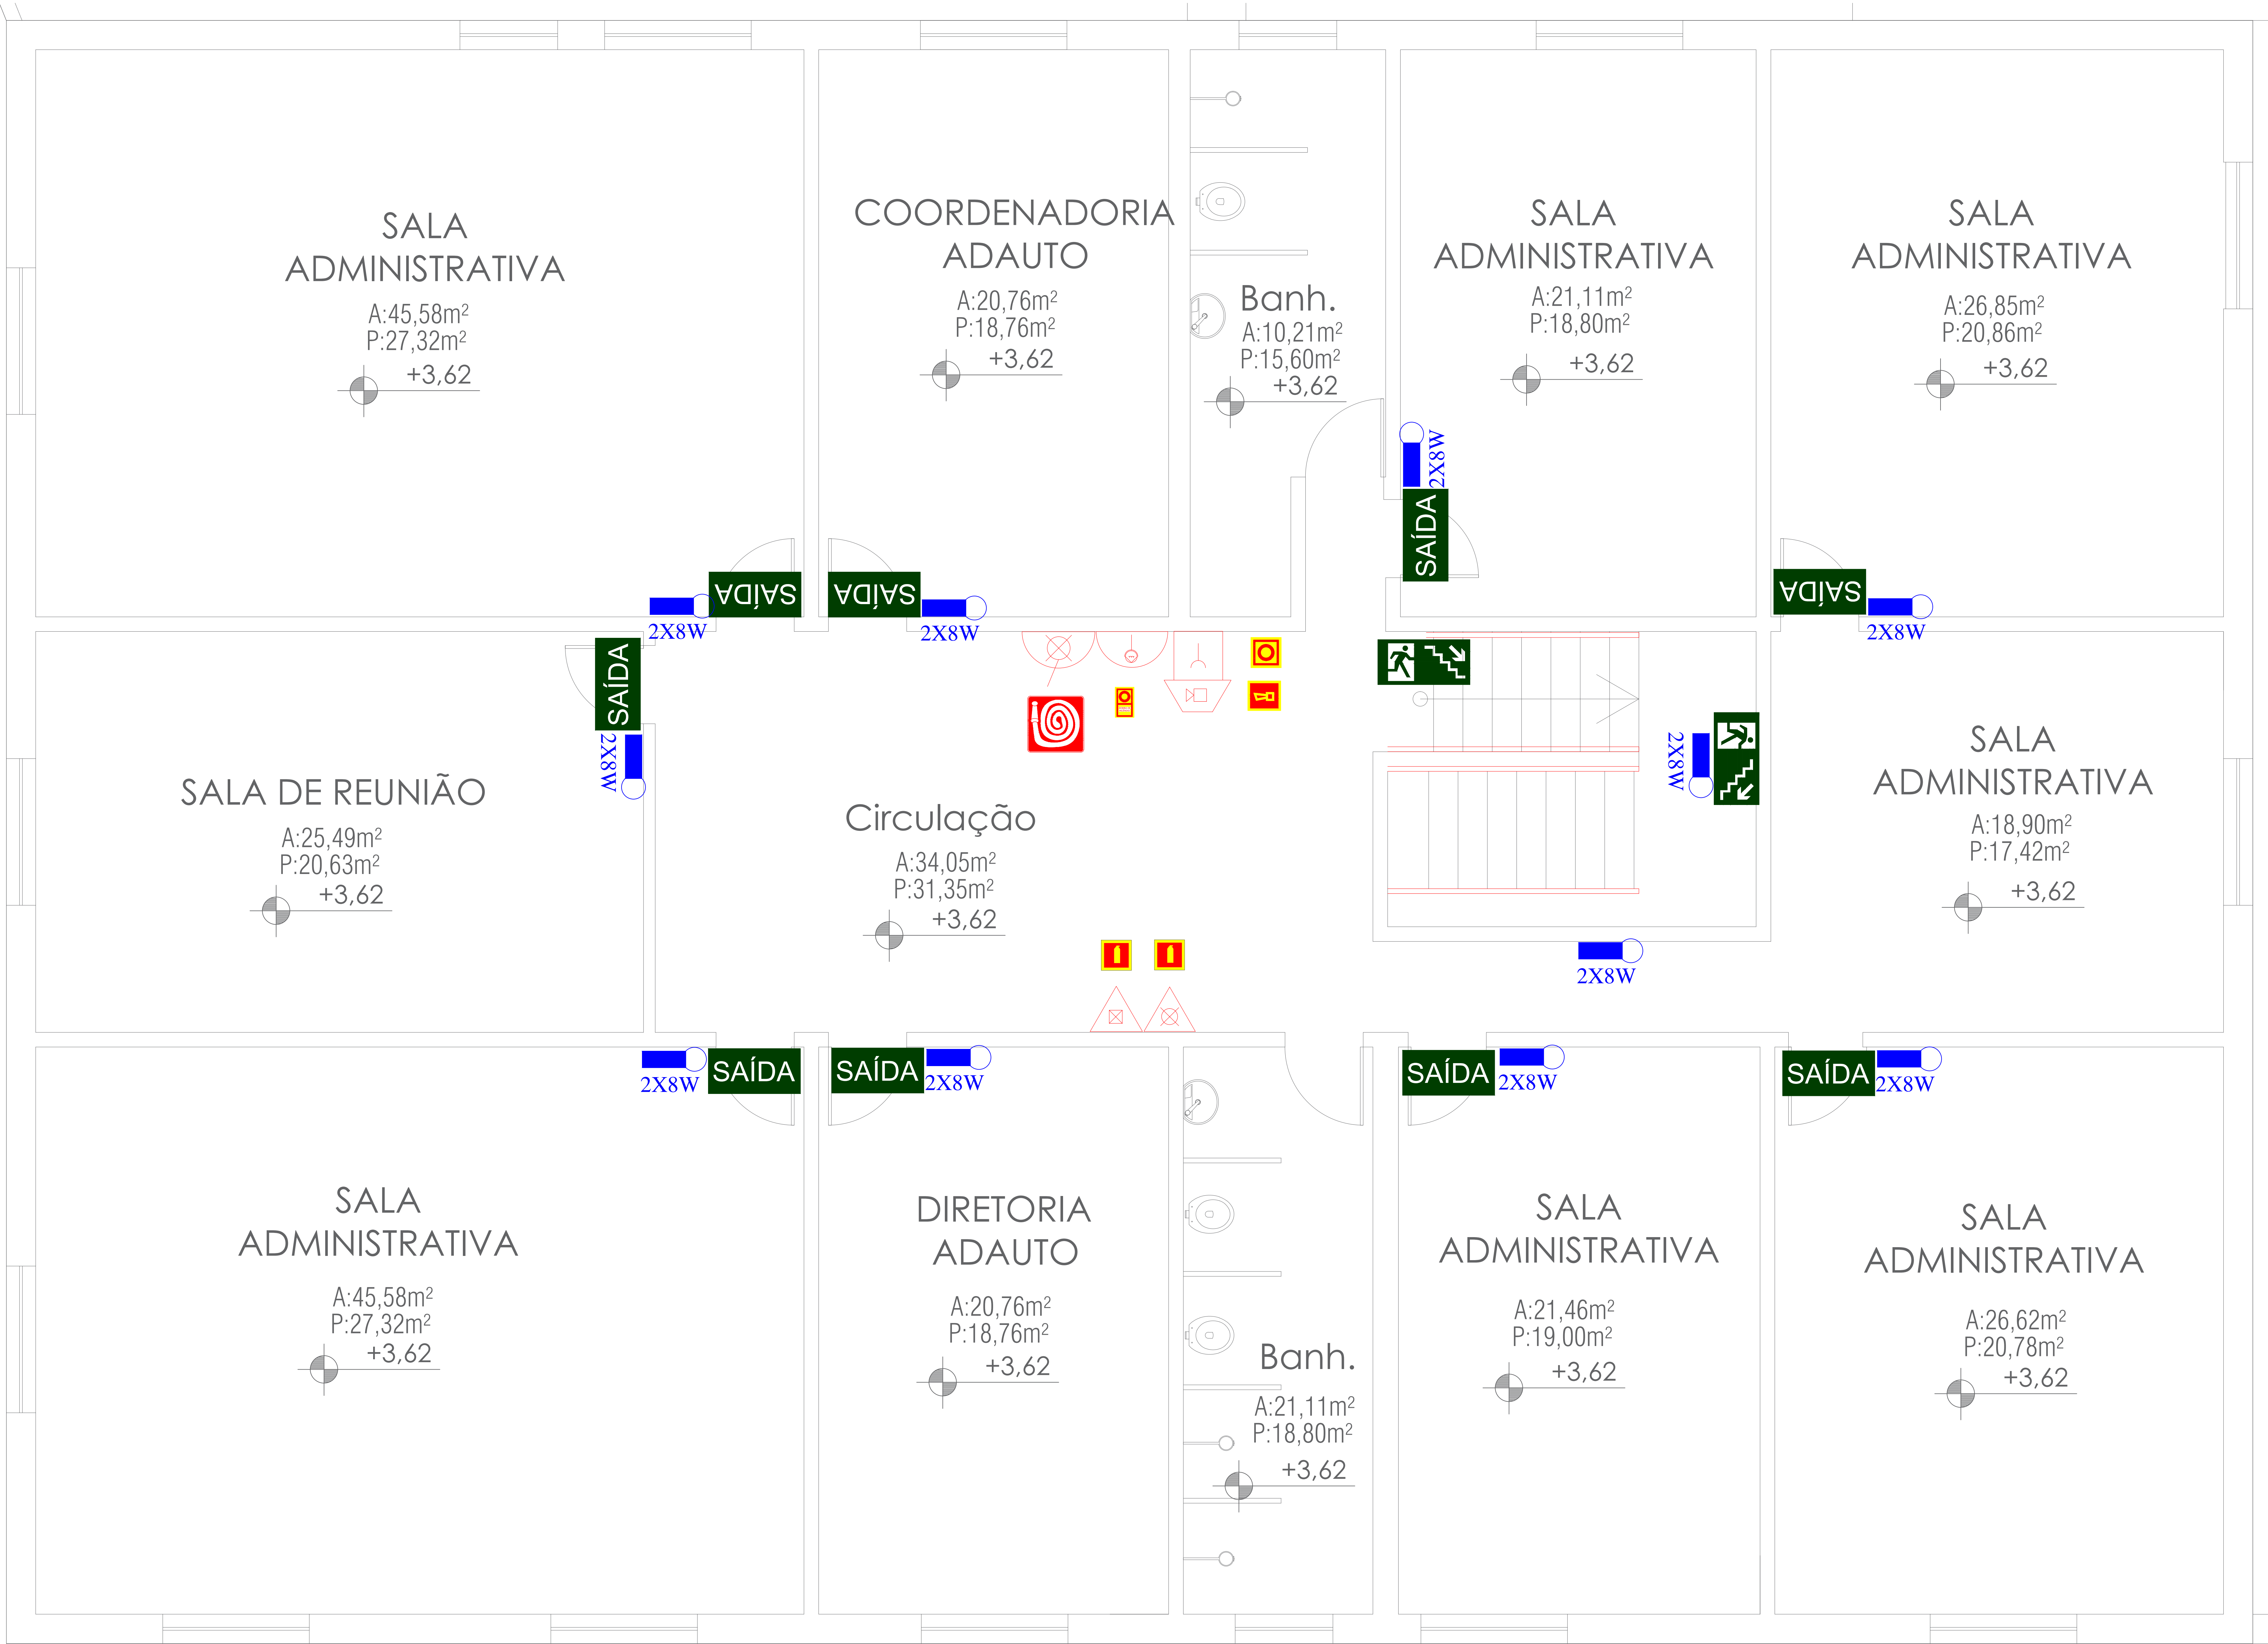 SALA
ADMINISTRATIVA
A:45,58m²
P:27,32m²
+3,62
COORDENADORIA
ADAUTO
A:20,76m²
P:18,76m²
+3,62
Banh.
A:10,21m²
P:15,60m²
+3,62
SALA
ADMINISTRATIVA
A:21,11m²
P:18,80m²
+3,62
SALA
ADMINISTRATIVA
A:26,85m²
P:20,86m²
+3,62
2X8W
SAÍDA
SAÍDA
2X8W
SAÍDA
2X8W
SAÍDA
2X8W
SAÍDA
2X8W
SALA DE REUNIÃO
A:25,49m²
P:20,63m²
+3,62
Circulação
A:34,05m²
P:31,35m²
+3,62
2X8W
SALA
ADMINISTRATIVA
A:18,90m²
P:17,42m²
+3,62
2X8W
2X8W
SAÍDA
SAÍDA
2X8W
SAÍDA
2X8W
SAÍDA
2X8W
SALA
ADMINISTRATIVA
A:45,58m²
P:27,32m²
+3,62
DIRETORIA
ADAUTO
A:20,76m²
P:18,76m²
+3,62
Banh.
A:21,11m²
P:18,80m²
+3,62
SALA
ADMINISTRATIVA
A:21,46m²
P:19,00m²
+3,62
SALA
ADMINISTRATIVA
A:26,62m²
P:20,78m²
+3,62